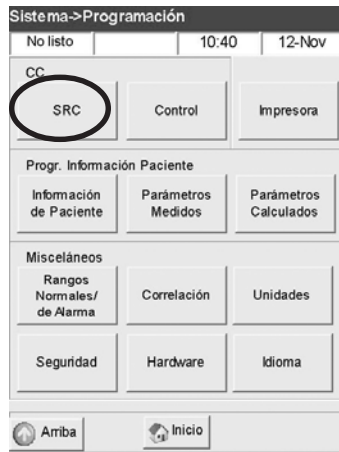 Sistema->Programación
No listo 10:40 12-Nov
CC
SRC Control Impresora
Progr. Información Paciente
Información de Paciente
Parámetros Medidos
Parámetros Calculados
Misceláneos
Rangos Normales/ de Alarma
Correlación
Unidades
Seguridad Hardware Idioma
Arriba Inicio